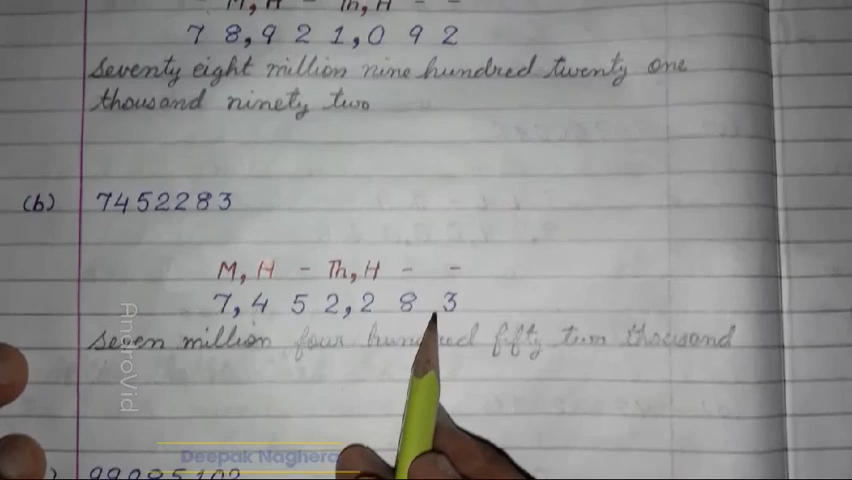 M, H - Th, H - -
7 8, 9 2 1, 0 9 2
seventy eight million nine hundred twenty one
thousand ninety two
(b) 7452283
M, H - Th, H - -
7, 4 5 2, 2 8 3
seven million four hundred fifty two thousand
AndroVid
Deepak Naghera